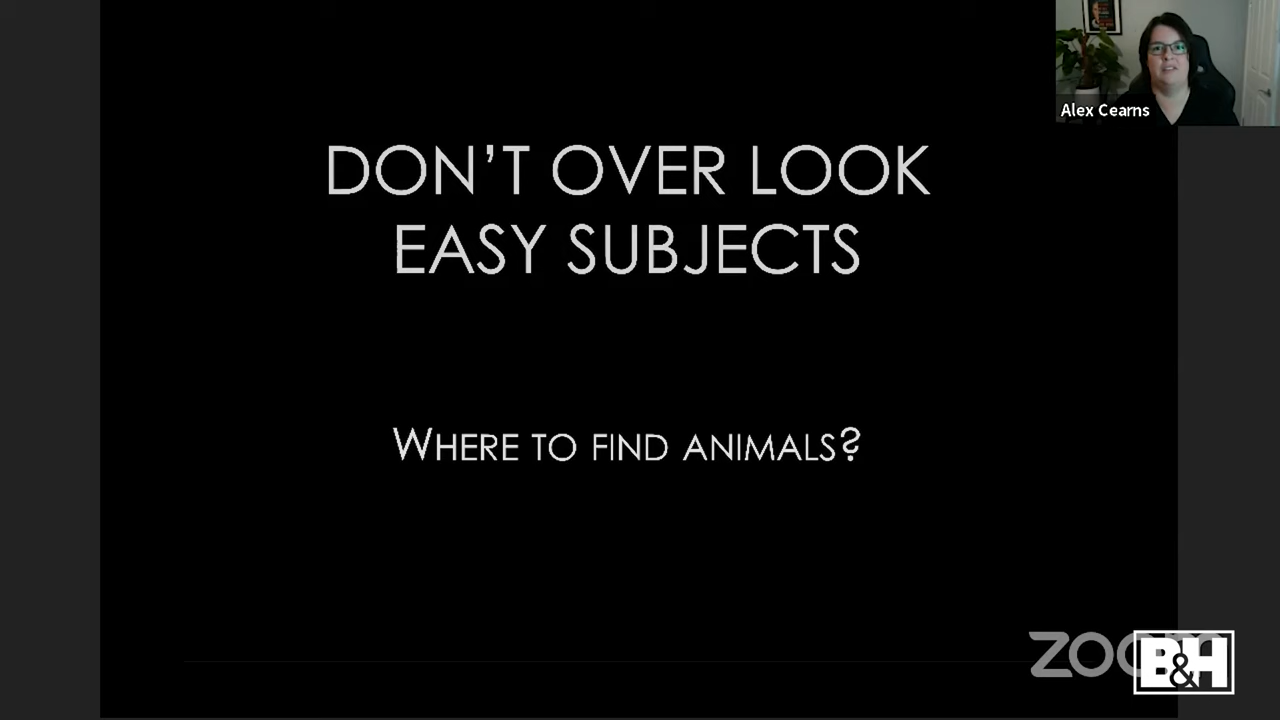 Alex Cearns
DON'T OVER LOOK
EASY SUBJECTS
WHERE TO FIND ANIMALS?
zoom
B&H